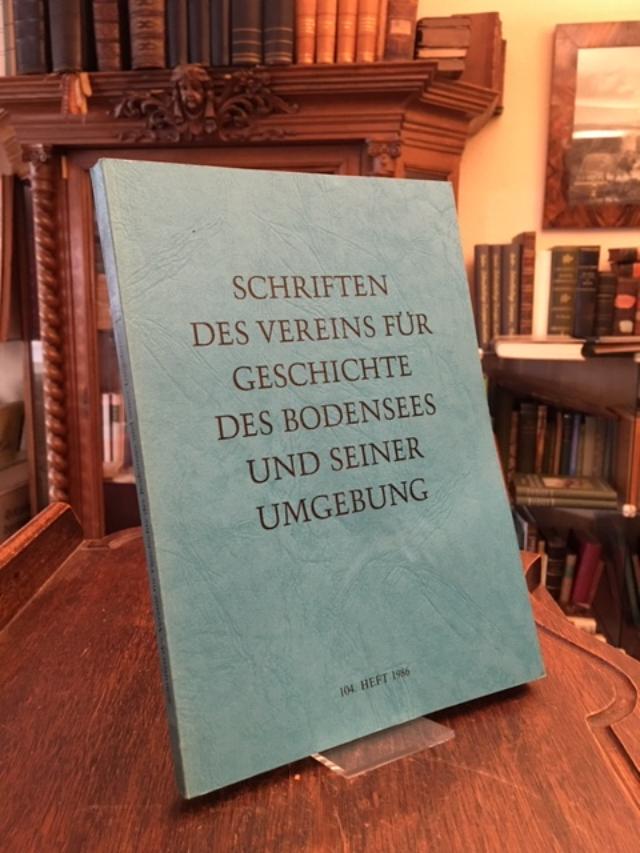 SCHRIFTEN
DES VEREINS FÜR
GESCHICHTE
DES BODENSEES
UND SEINER
UMGEBUNG
104. HEFT 1986